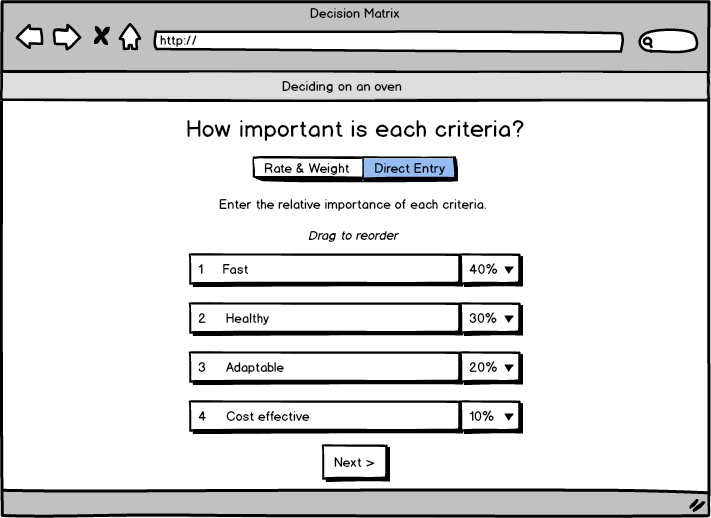 Decision Matrix
http://
Deciding on an oven
How important is each criteria?
Rate & Weight Direct Entry
Enter the relative importance of each criteria.
Drag to reorder
1 Fast 40%
2 Healthy 30%
3 Adaptable 20%
4 Cost effective 10%
Next >